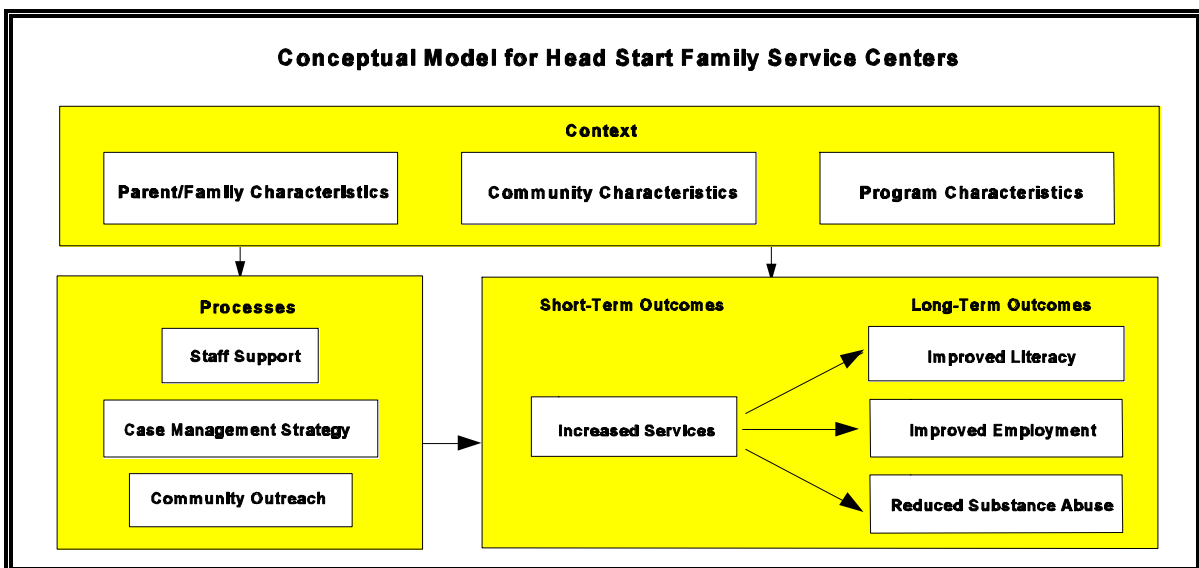 Conceptual Model for Head Start Family Service Centers
Context
Parent/Family Characteristics
Community Characteristics
Program Characteristics
Processes
Staff Support
Case Management Strategy
Community Outreach
Short-Term Outcomes
Increased Services
Long-Term Outcomes
Improved Literacy
Improved Employment
Reduced Substance Abuse